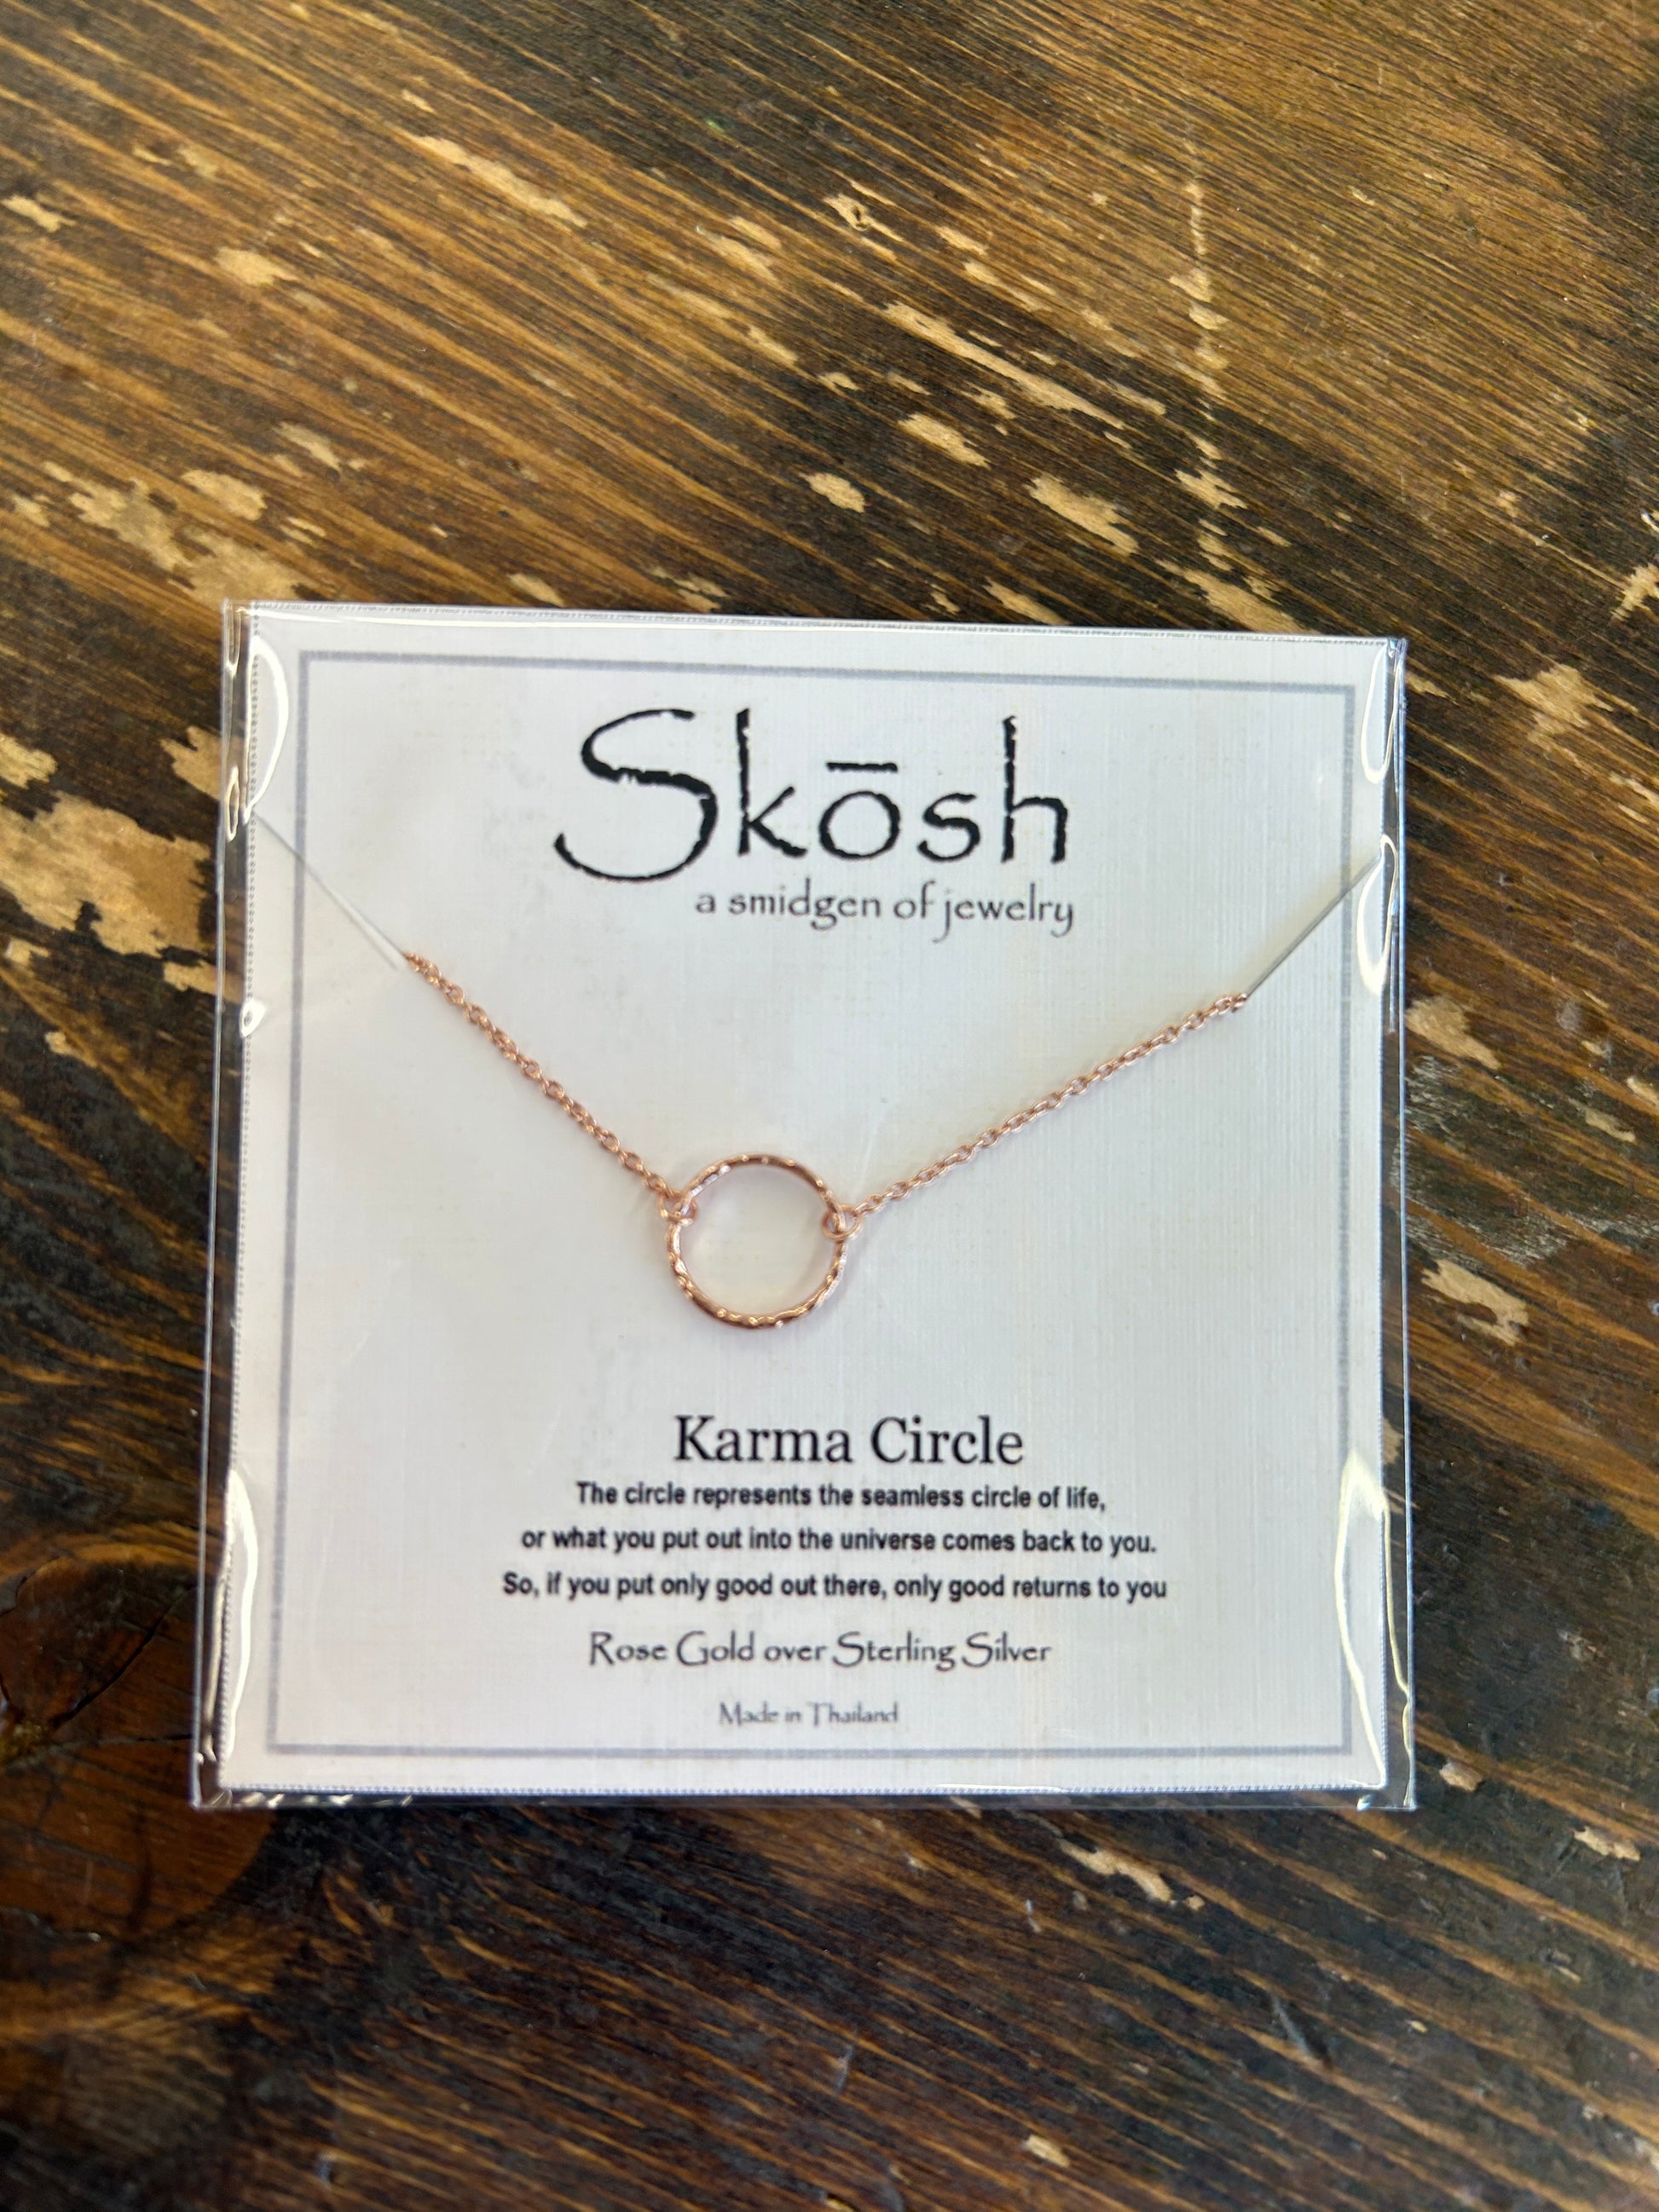 Skōsh
a smidgen of jewelry
Karma Circle
The circle represents the seamless circle of life,
or what you put out into the universe comes back to you.
So, if you put only good out there, only good returns to you
Rose Gold over Sterling Silver
Made in Thailand